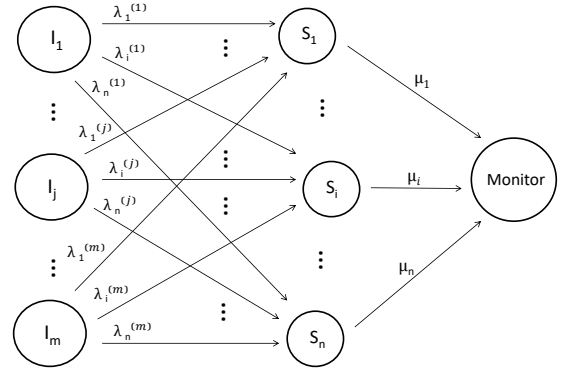 I₁
λ₁⁽¹⁾
S₁
λᵢ⁽¹⁾
λₙ⁽¹⁾
μ₁
λ₁⁽ʲ⁾
Iⱼ
λᵢ⁽ʲ⁾
Sᵢ
μᵢ
Monitor
λₙ⁽ʲ⁾
λ₁⁽ᵐ⁾
μₙ
λᵢ⁽ᵐ⁾
Iₘ
λₙ⁽ᵐ⁾
Sₙ